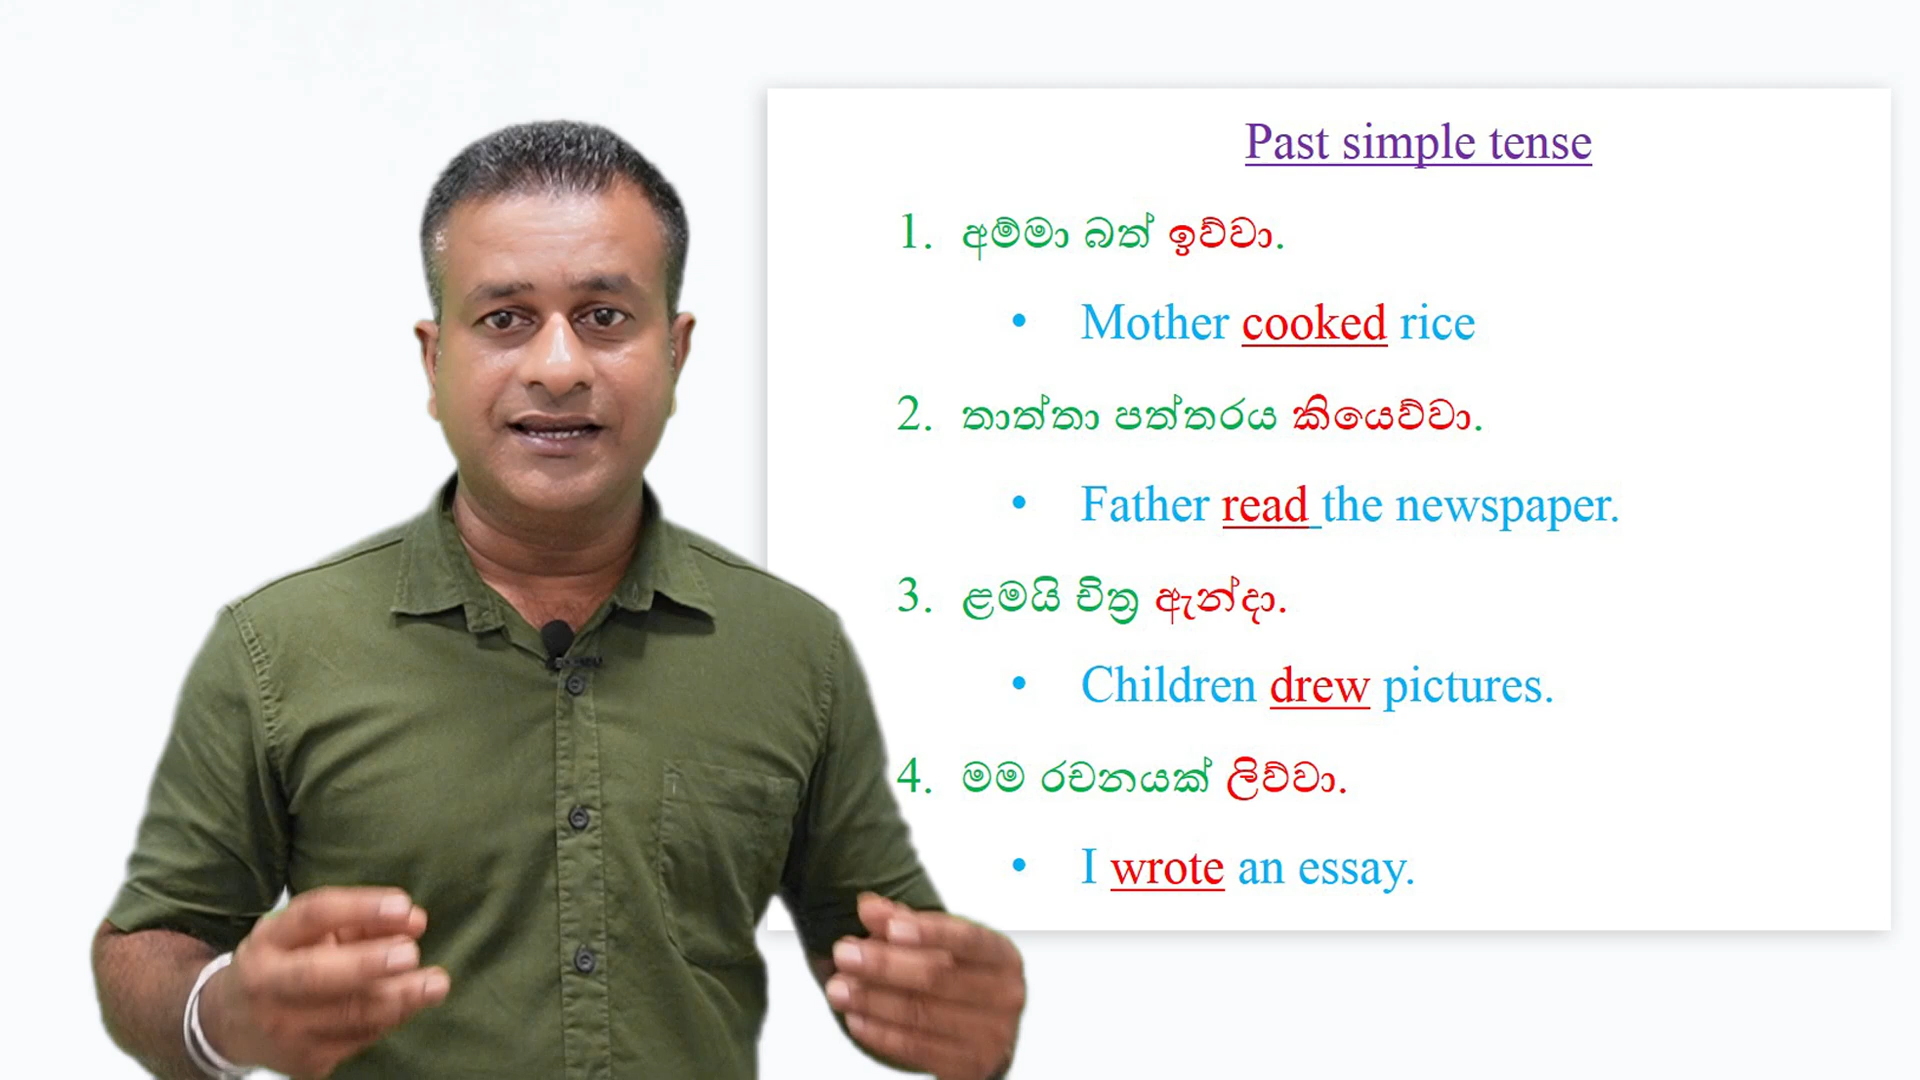 Past simple tense
1. අම්මා බත් ඉව්වා.
• Mother cooked rice
2. තාත්තා පත්තරය කියෙව්වා.
• Father read the newspaper.
3. ළමයි චිත්‍ර ඇන්දා.
• Children drew pictures.
4. මම රචනයක් ලිව්වා.
• I wrote an essay.